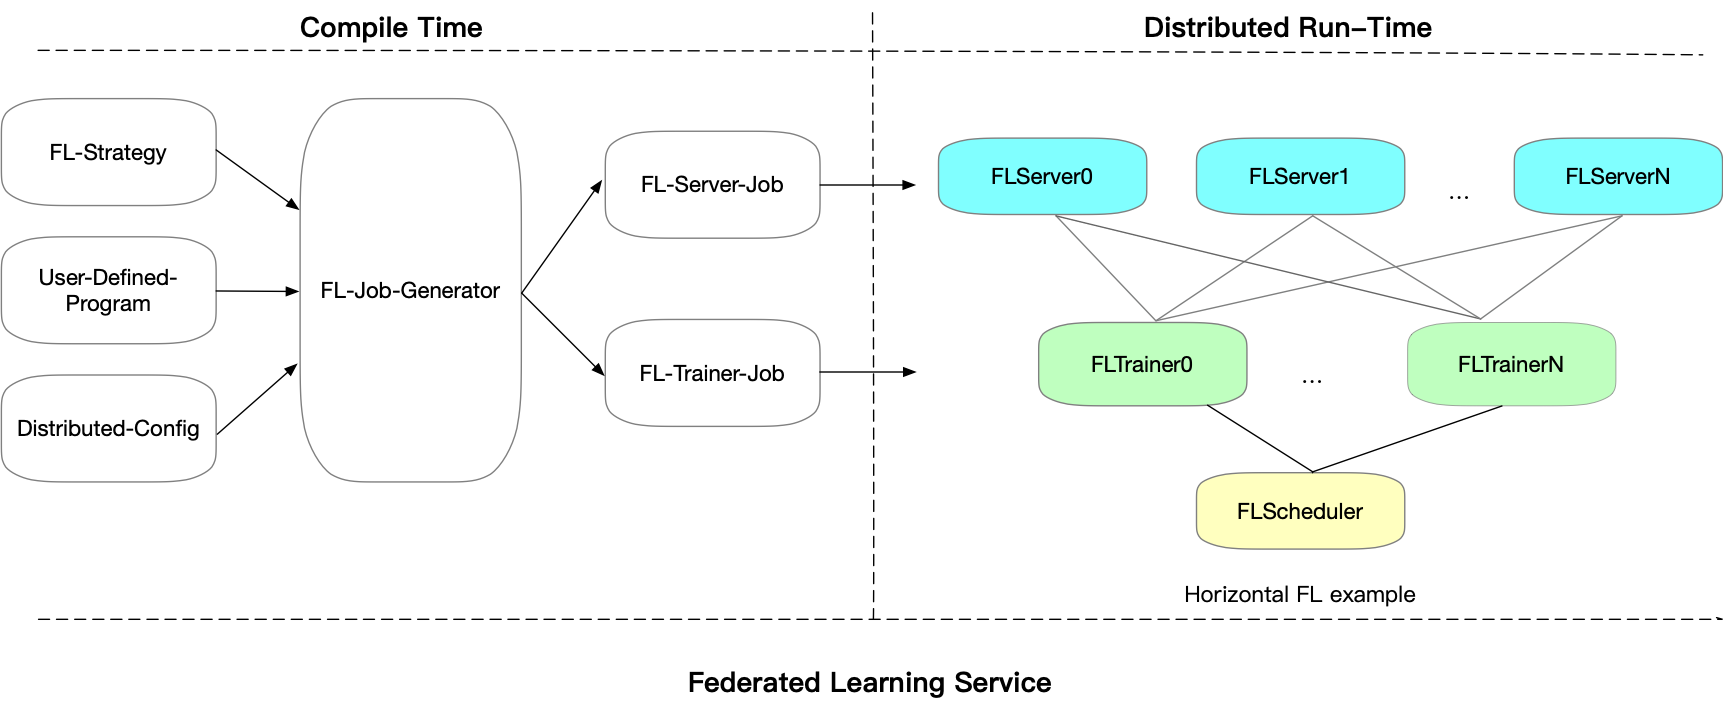 Compile Time
Distributed Run-Time
FL-Strategy
User-Defined-
Program
Distributed-Config
FL-Job-Generator
FL-Server-Job
FL-Trainer-Job
FLServer0
FLServer1
...
FLServerN
FLTrainer0
...
FLTrainerN
FLScheduler
Horizontal FL example
Federated Learning Service